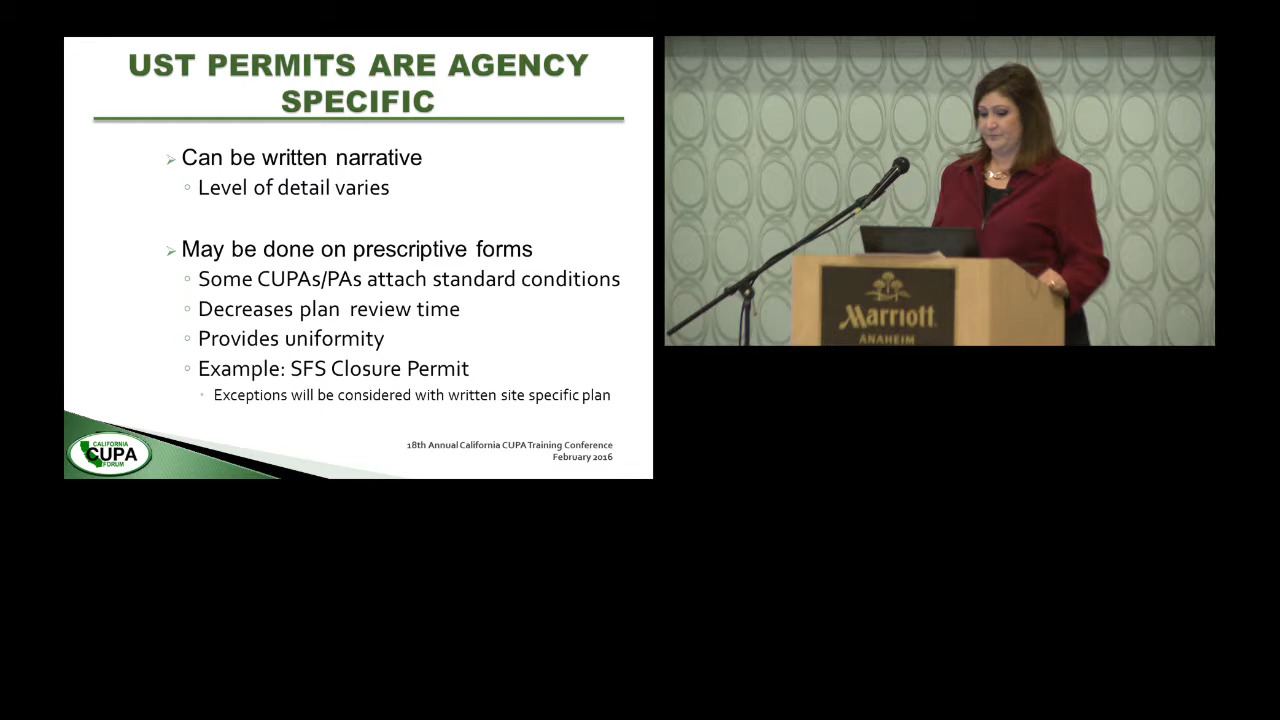 UST PERMITS ARE AGENCY
SPECIFIC
Can be written narrative
Level of detail varies
May be done on prescriptive forms
Some CUPAs/PAs attach standard conditions
Decreases plan review time
Provides uniformity
Example: SFS Closure Permit
Exceptions will be considered with written site specific plan
18th Annual California CUPA Training Conference
February 2016
CALIFORNIA
CUPA
FORUM
Marriott
ANAHEIM